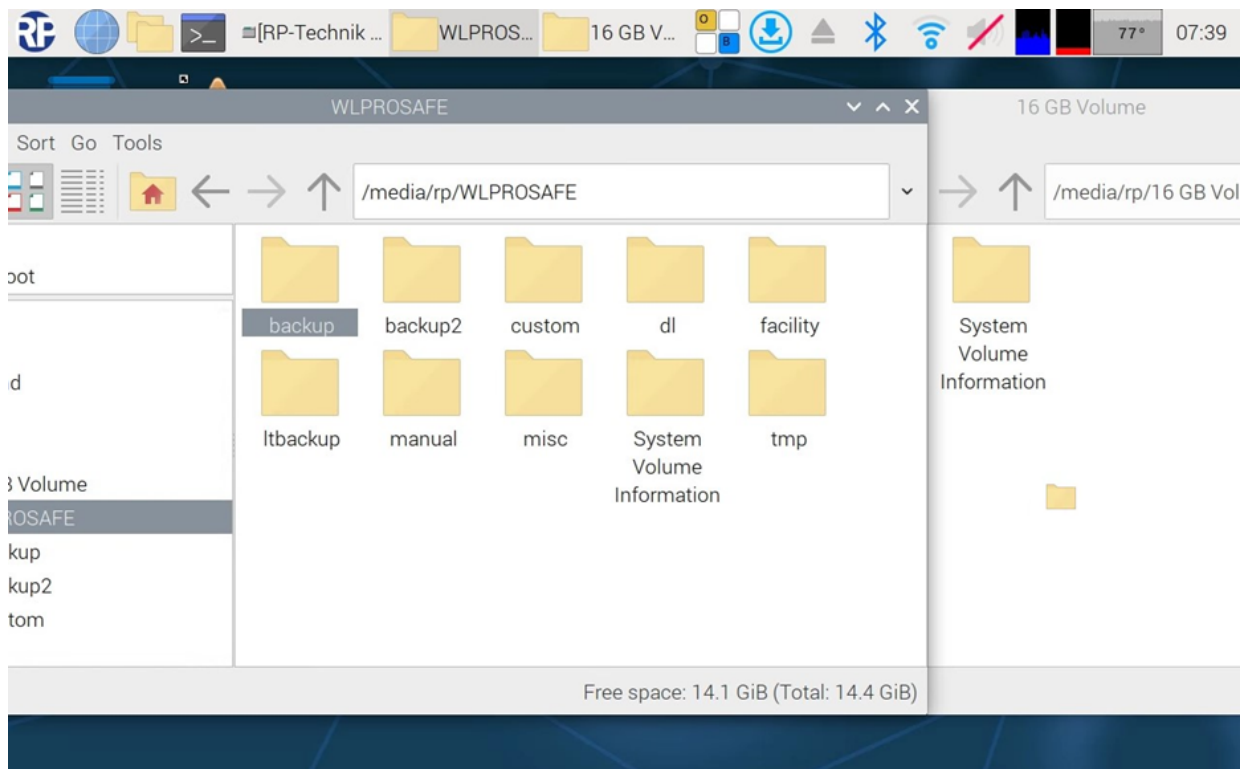 RP
>_
[RP-Technik ...
WLPROS...
16 GB V...
O
B
77°
07:39
WLPROSAFE
16 GB Volume
Sort Go Tools
/media/rp/WLPROSAFE
/media/rp/16 GB Vol
oot
backup
backup2
custom
dl
facility
System
Volume
Information
d
ltbackup
manual
misc
System
Volume
Information
tmp
B Volume
ROSAFE
kup
kup2
tom
Free space: 14.1 GiB (Total: 14.4 GiB)